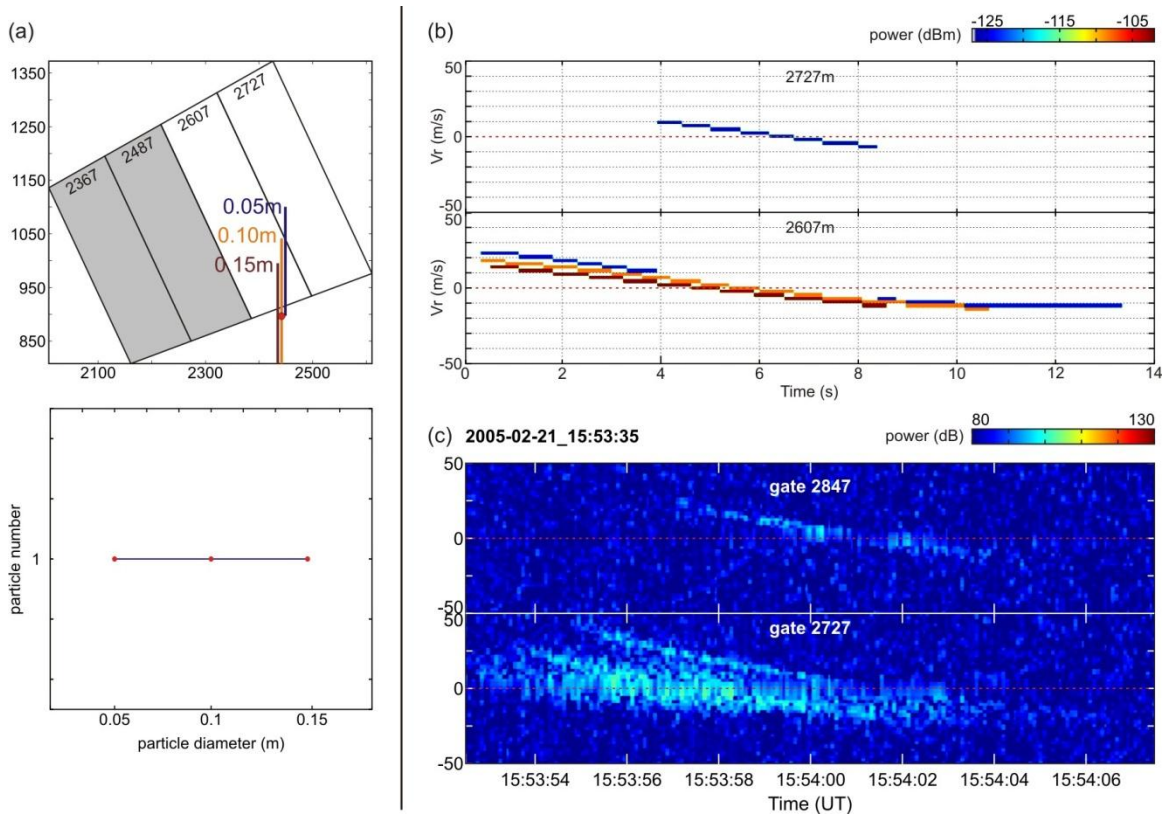 (a)
1350
1250
1150
1050
950
850
2727
2607
2487
2367
0.05m
0.10m
0.15m
2100
2300
2500
particle number
1
0.05
0.1
0.15
particle diameter (m)
(b)
power (dBm)
-125
-115
-105
50
2727m
Vr (m/s)
0
-50
2607m
Vr (m/s)
0
-50
0
2
4
6
8
10
12
14
Time (s)
(c) 2005-02-21_15:53:35
power (dB)
80
130
50
gate 2847
0
-50
50
gate 2727
0
-50
15:53:54
15:53:56
15:53:58
15:54:00
15:54:02
15:54:04
15:54:06
Time (UT)